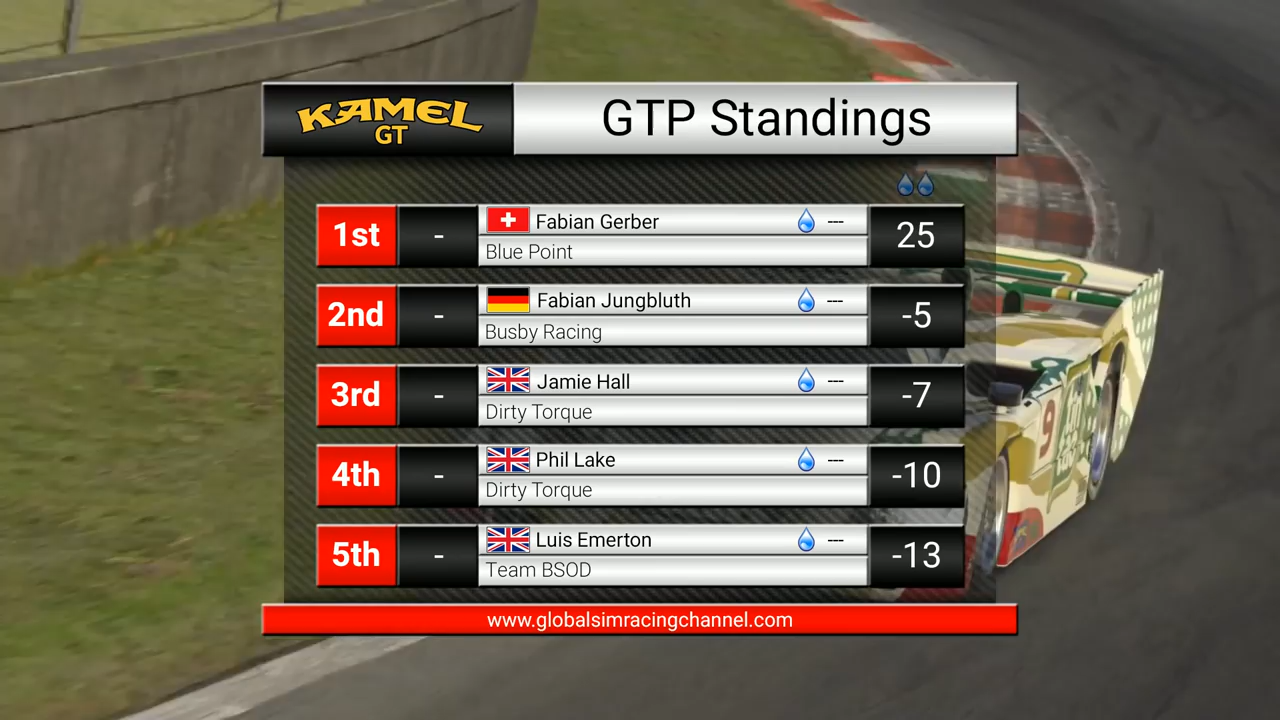 KAMEL
GT
GTP Standings
1st - Fabian Gerber --- 25
Blue Point
2nd - Fabian Jungbluth --- -5
Busby Racing
3rd - Jamie Hall --- -7
Dirty Torque
4th - Phil Lake --- -10
Dirty Torque
5th - Luis Emerton --- -13
Team BSOD
www.globalsimracingchannel.com
9